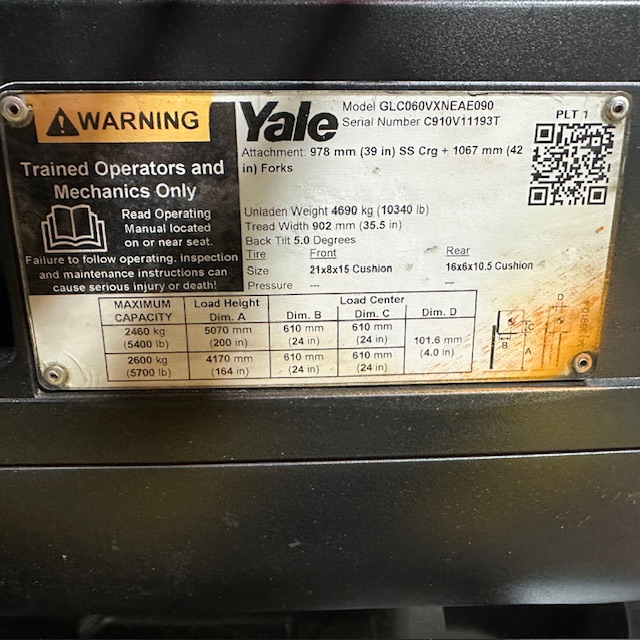 WARNING
Trained Operators and
Mechanics Only
Read Operating
Manual located
on or near seat.
Failure to follow operating, inspection
and maintenance instructions can
cause serious injury or death!
Yale
Model GLC060VXNEAE090
Serial Number C910V11193T
PLT 1
Attachment: 978 mm (39 in) SS Crg + 1067 mm (42
in) Forks
Unladen Weight 4690 kg (10340 lb)
Tread Width 902 mm (35.5 in)
Back Tilt 5.0 Degrees
Tire Front Rear
Size 21x8x15 Cushion 16x6x10.5 Cushion
Pressure --- ---
MAXIMUM Load Height Load Center
CAPACITY Dim. A Dim. B Dim. C Dim. D
2460 kg 5070 mm 610 mm 610 mm
(5400 lb) (200 in) (24 in) (24 in) 101.6 mm
2600 kg 4170 mm 610 mm 610 mm (4.0 in)
(5700 lb) (164 in) (24 in) (24 in)
D
C
B
A